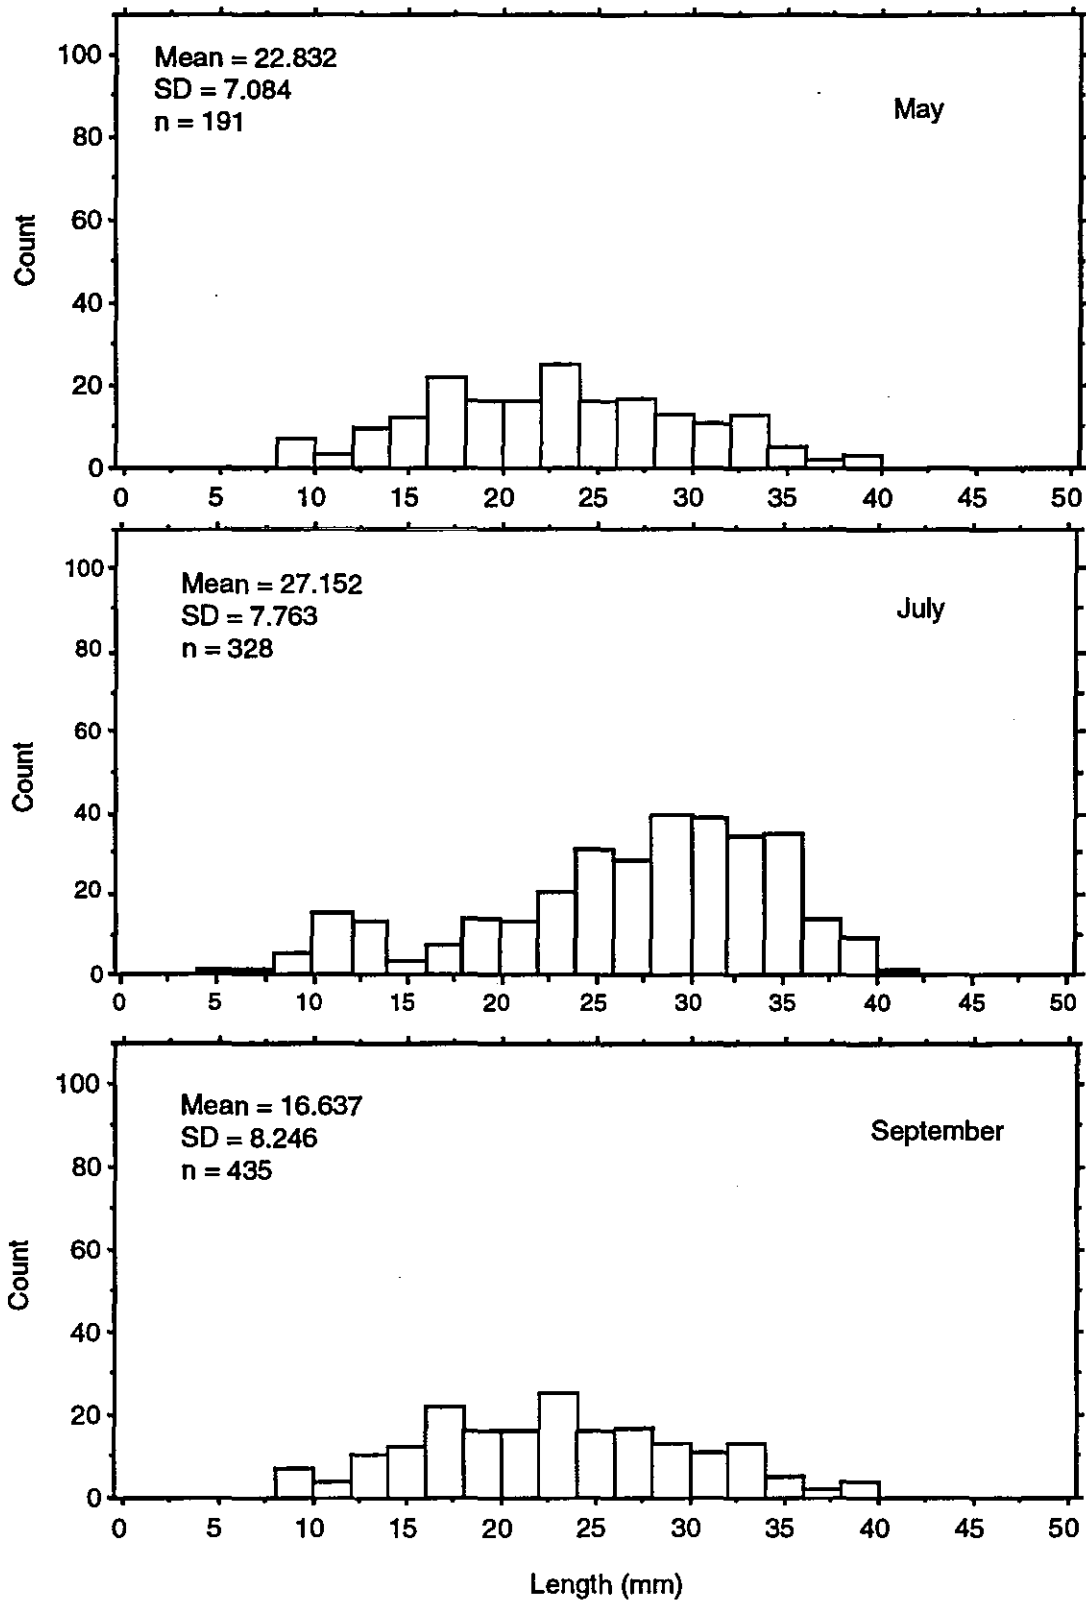 Mean = 22.832
SD = 7.084
n = 191
May
Count
100
80
60
40
20
0
0 5 10 15 20 25 30 35 40 45 50
Mean = 27.152
SD = 7.763
n = 328
July
Count
100
80
60
40
20
0
0 5 10 15 20 25 30 35 40 45 50
Mean = 16.637
SD = 8.246
n = 435
September
Count
100
80
60
40
20
0
0 5 10 15 20 25 30 35 40 45 50
Length (mm)